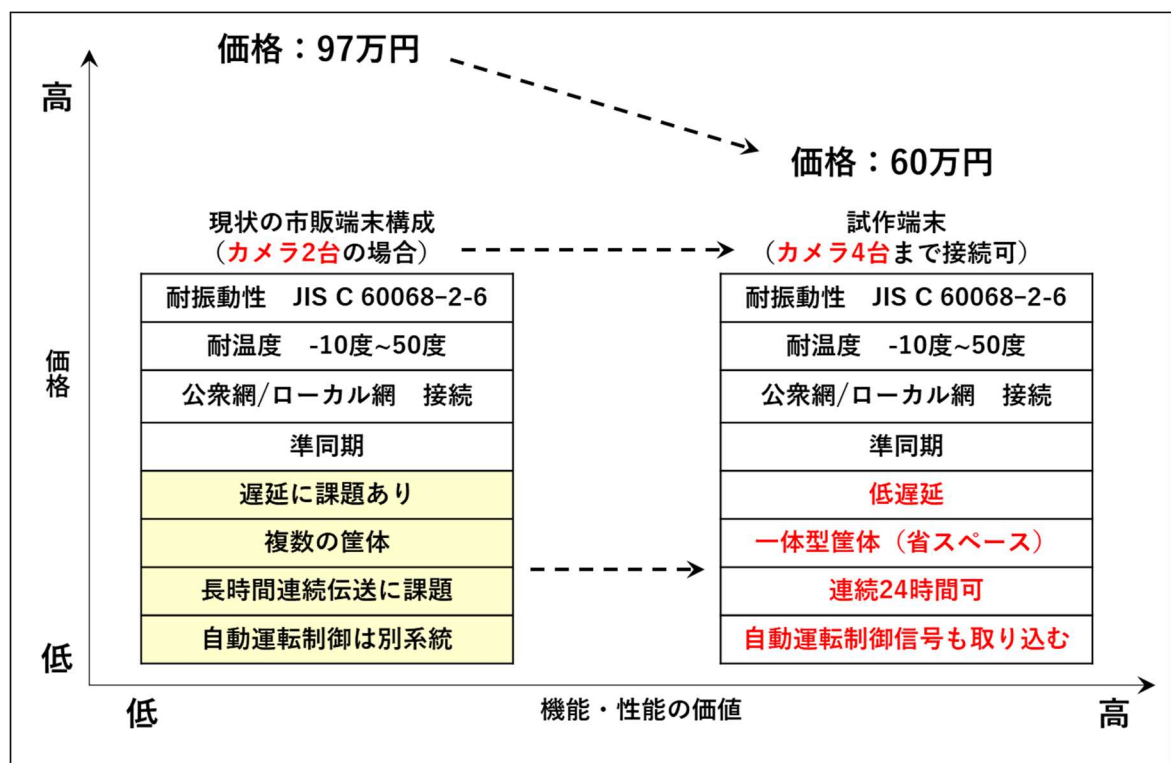 価格：97万円
高
価格：60万円
現状の市販端末構成
（カメラ2台の場合）
試作端末
（カメラ4台まで接続可）
耐振動性　JIS C 60068−2-6
耐温度　-10度~50度
公衆網/ローカル網　接続
準同期
遅延に課題あり
複数の筐体
長時間連続伝送に課題
自動運転制御は別系統
耐振動性　JIS C 60068−2-6
耐温度　-10度~50度
公衆網/ローカル網　接続
準同期
低遅延
一体型筐体（省スペース）
連続24時間可
自動運転制御信号も取り込む
価格
低
低
機能・性能の価値
高